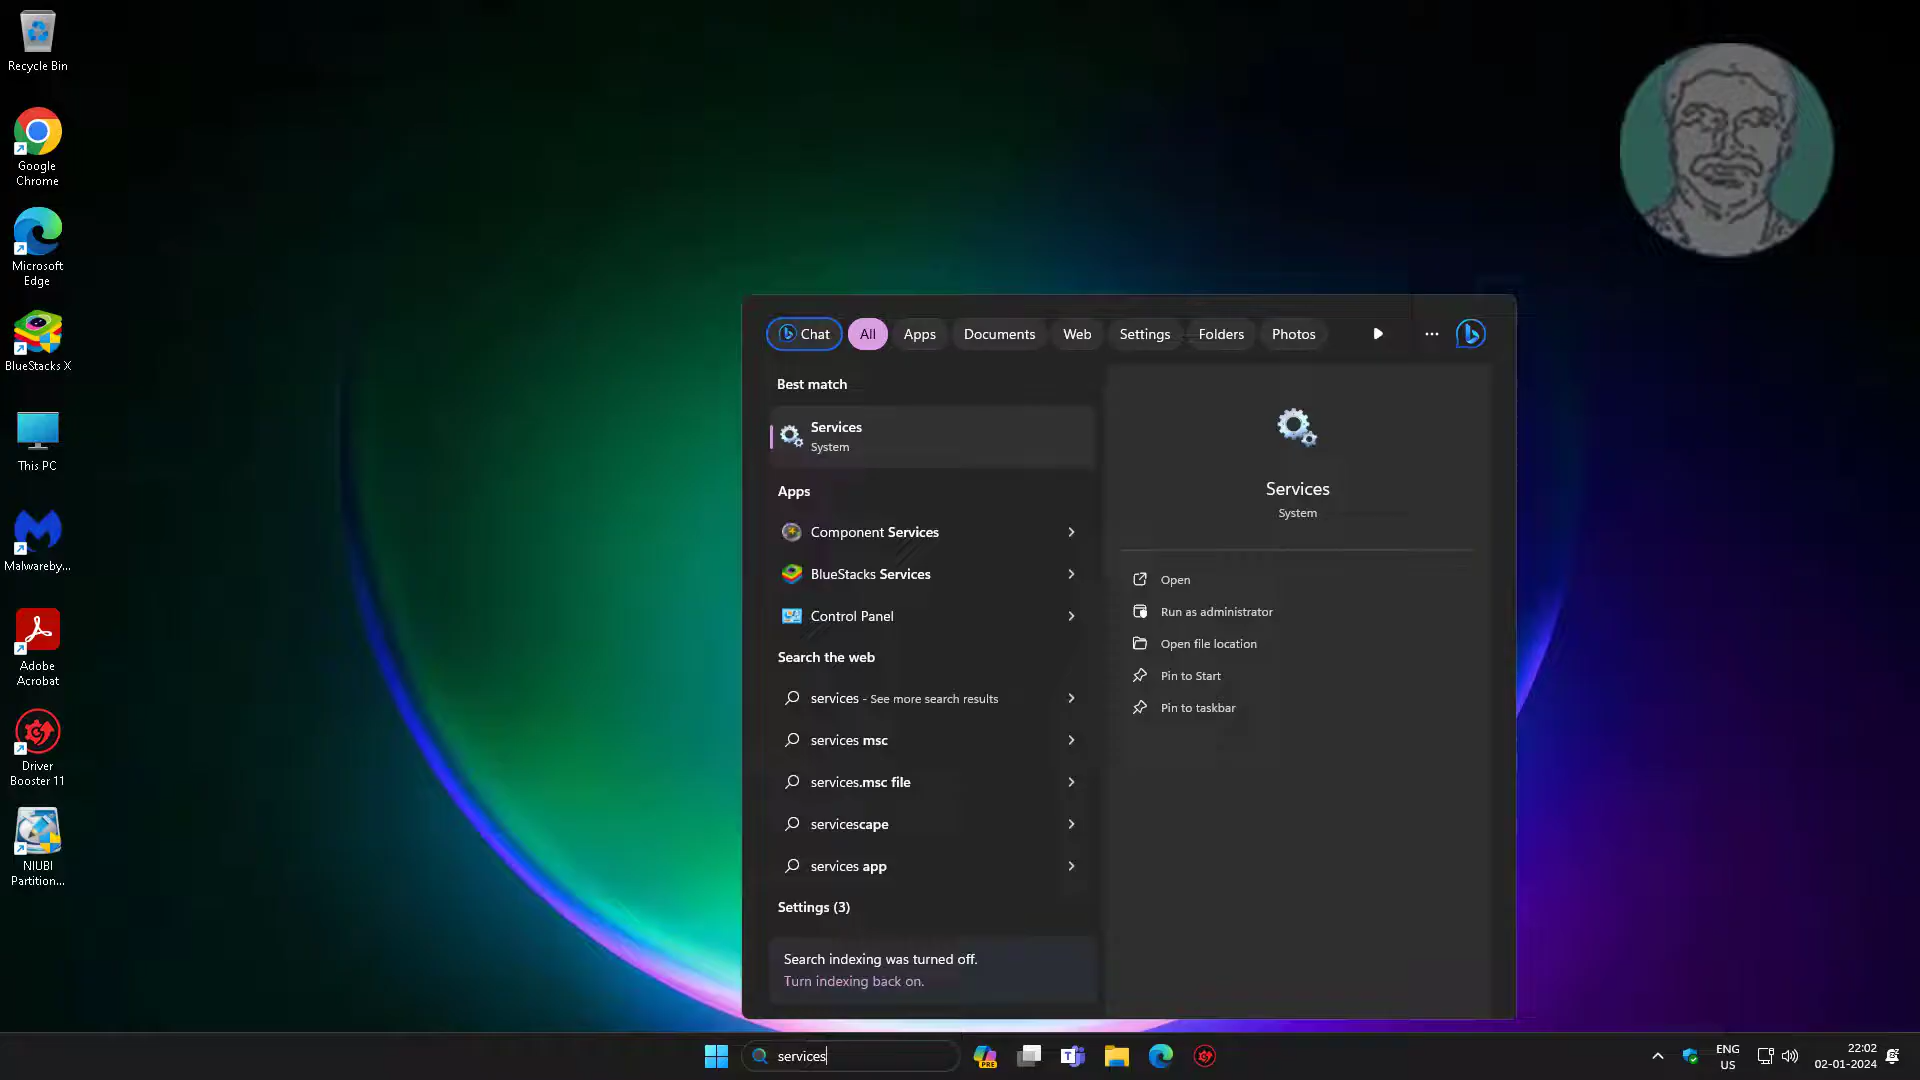 Recycle Bin
Google
Chrome
Microsoft
Edge
BlueStacks X
This PC
Malwareby...
Adobe
Acrobat
Driver
Booster 11
NIUBI
Partition...
Chat
All
Apps
Documents
Web
Settings
Folders
Photos
Best match
Services
System
Apps
Component Services
BlueStacks Services
Control Panel
Search the web
services - See more search results
services msc
services.msc file
servicescape
services app
Settings (3)
Search indexing was turned off.
Turn indexing back on.
Services
System
Open
Run as administrator
Open file location
Pin to Start
Pin to taskbar
services
PRE
ENG
US
22:02
02-01-2024